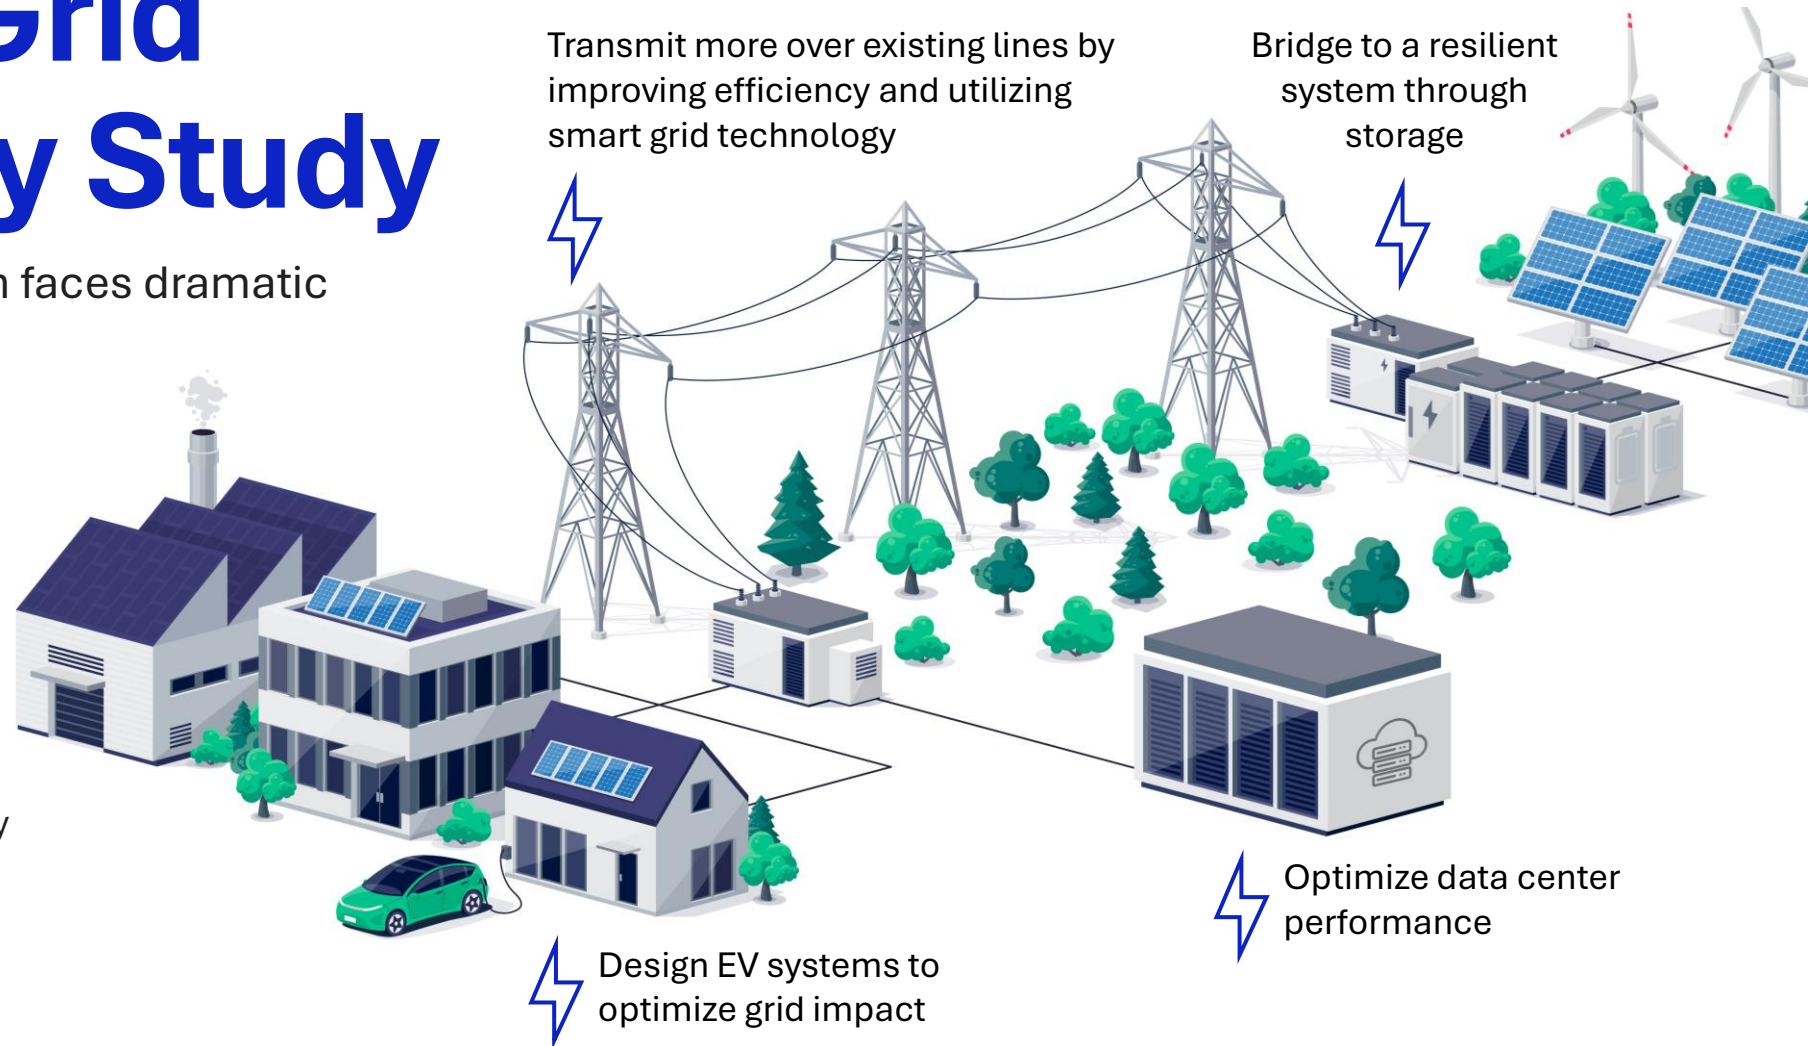 Grid
y Study
n faces dramatic
y
Transmit more over existing lines by
improving efficiency and utilizing
smart grid technology
Bridge to a resilient
system through
storage
Optimize data center
performance
Design EV systems to
optimize grid impact